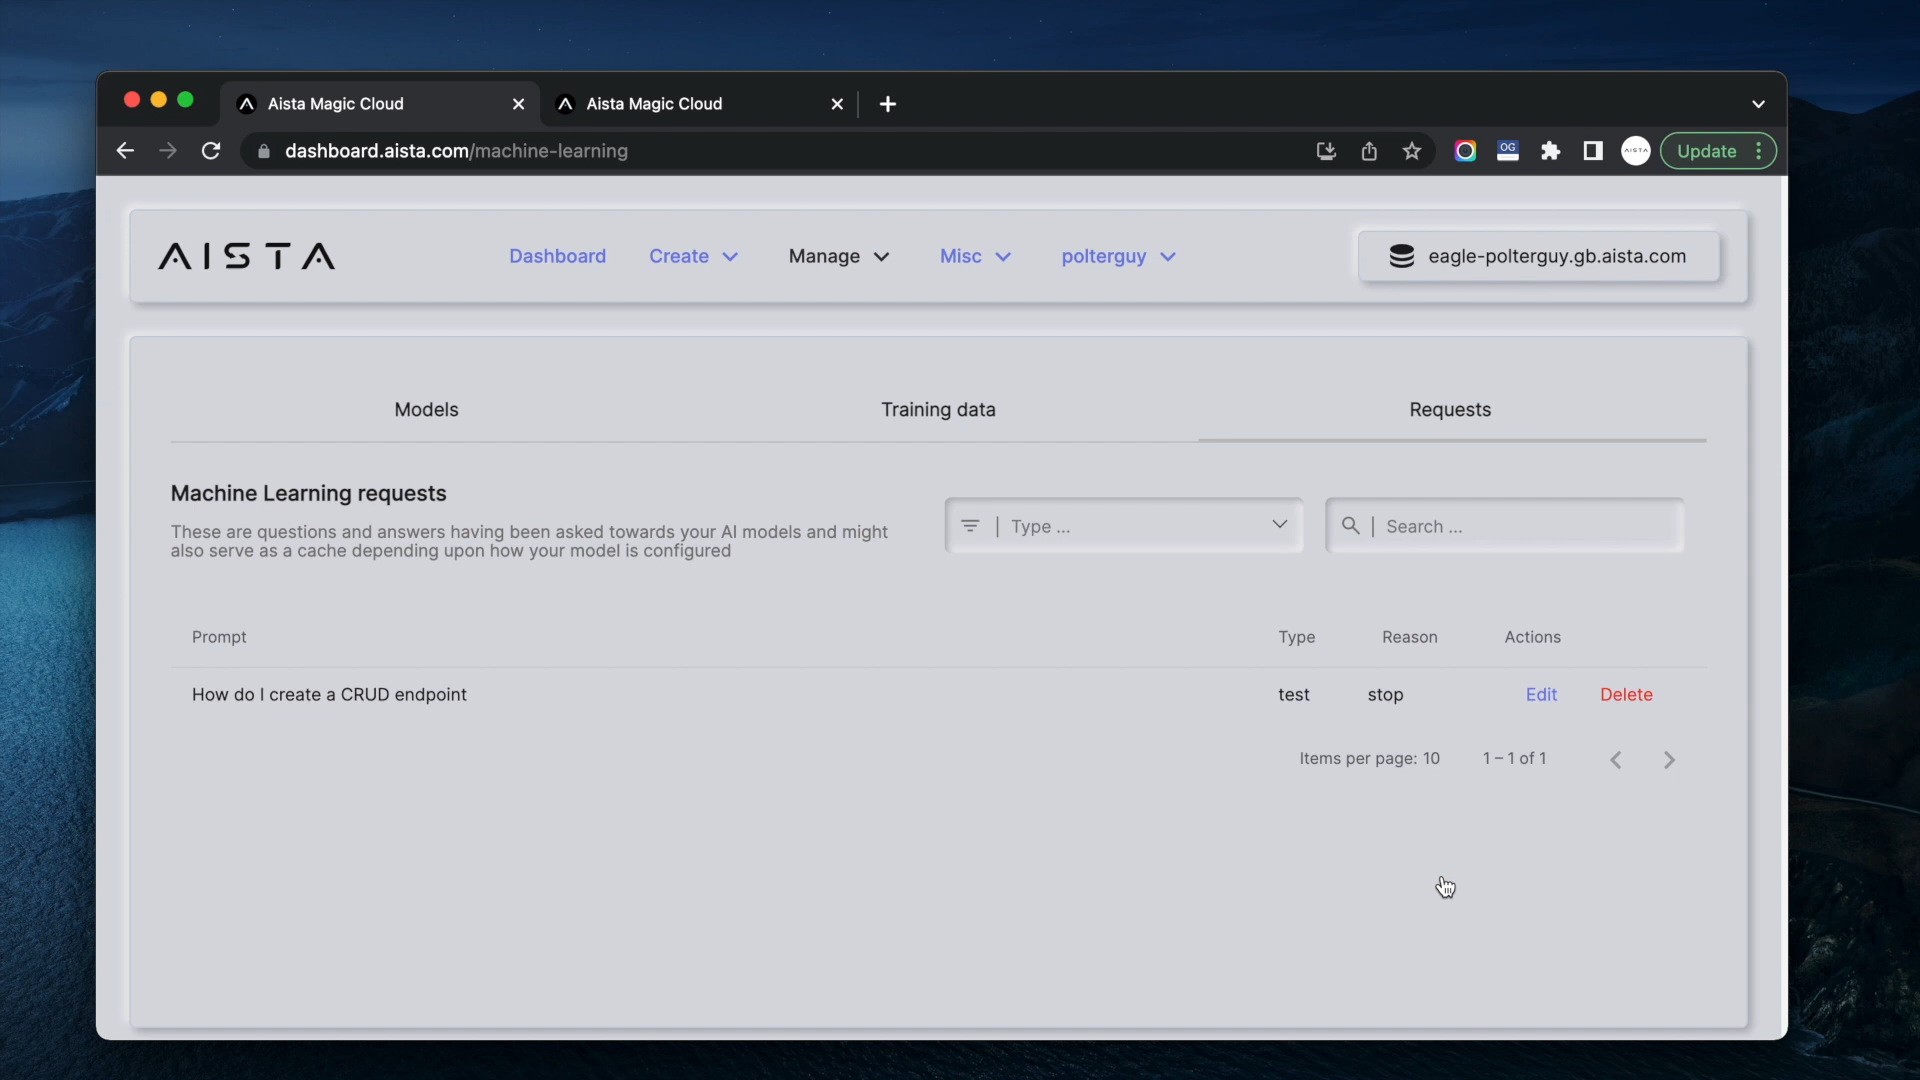 Aista Magic Cloud
Aista Magic Cloud
dashboard.aista.com/machine-learning
OG
AISTA
Update
AISTA
Dashboard
Create
Manage
Misc
polterguy
eagle-polterguy.gb.aista.com
Models
Training data
Requests
Machine Learning requests
These are questions and answers having been asked towards your AI models and might
also serve as a cache depending upon how your model is configured
Type ...
Search ...
Prompt
Type
Reason
Actions
How do I create a CRUD endpoint
test
stop
Edit
Delete
Items per page: 10
1 – 1 of 1